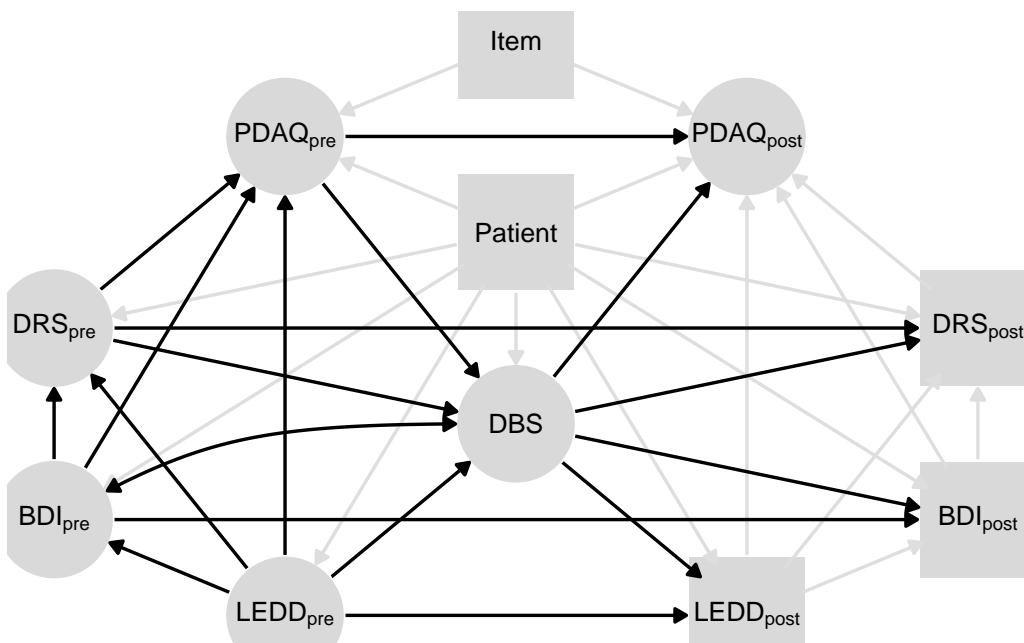 Item
PDAQpre
PDAQpost
Patient
DRSpre
DRSpost
DBS
BDIpre
BDIpost
LEDDpre
LEDDpost